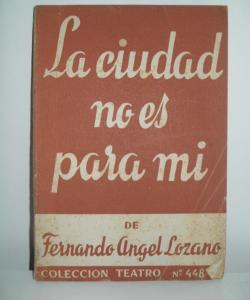 La ciudad
no es
para mi
DE
Fernando Angel Lozano
COLECCION TEATRO Nº 448